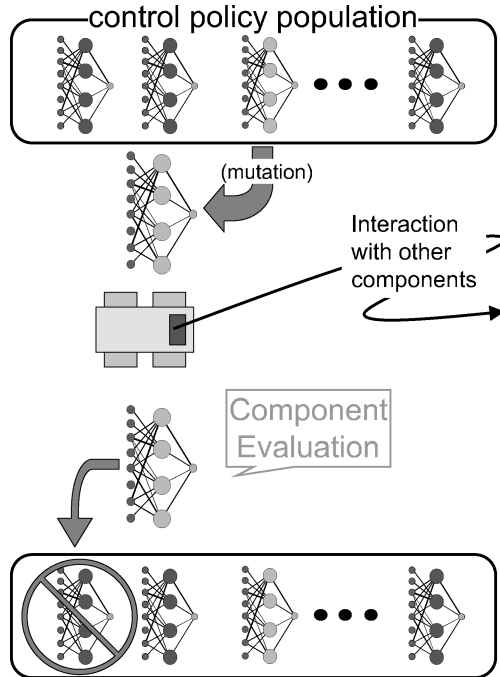 control policy population
(mutation)
Interaction
with other
components
Component
Evaluation